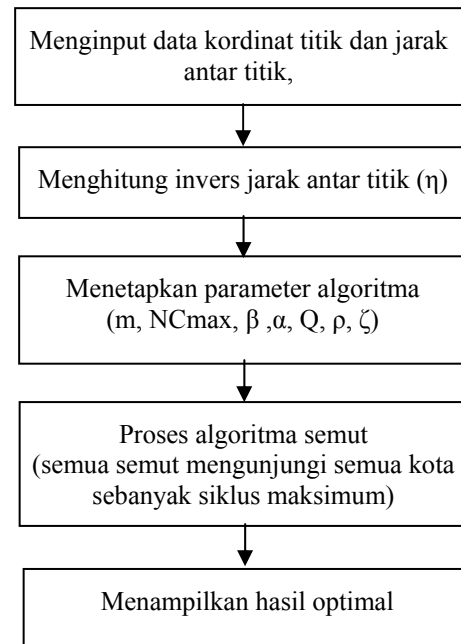 Menginput data kordinat titik dan jarak
antar titik,
Menghitung invers jarak antar titik (η)
Menetapkan parameter algoritma
(m, NCmax, β ,α, Q, ρ, ζ)
Proses algoritma semut
(semua semut mengunjungi semua kota
sebanyak siklus maksimum)
Menampilkan hasil optimal